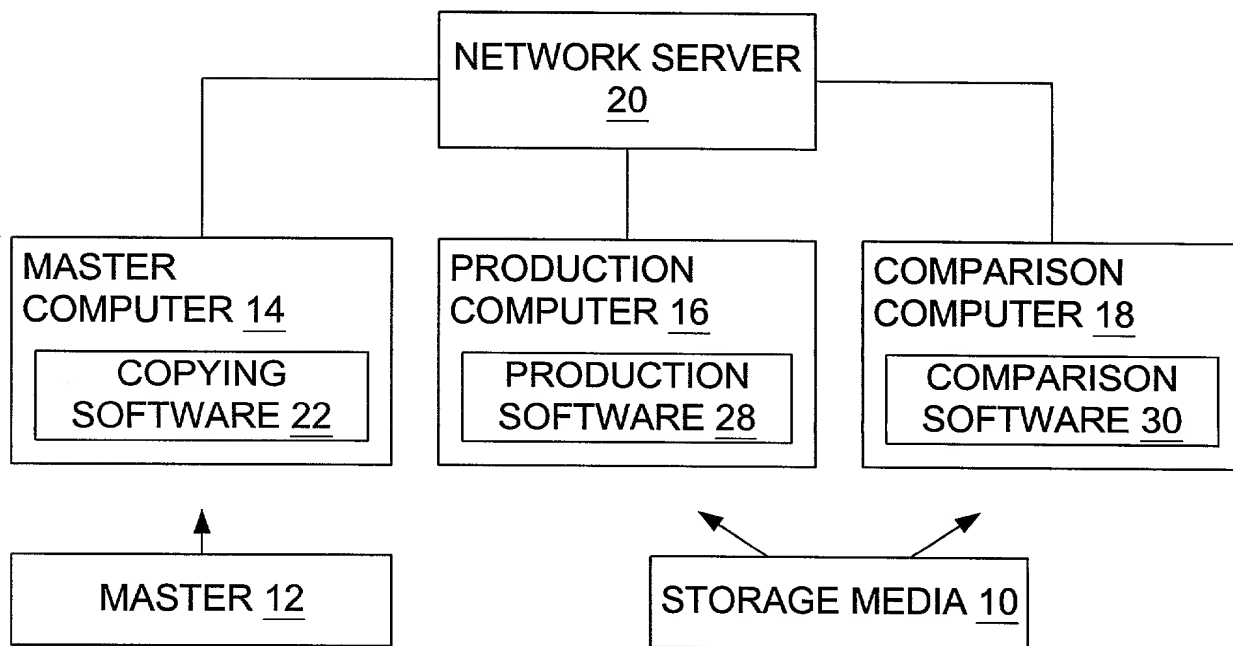 NETWORK SERVER
20
MASTER
COMPUTER 14
COPYING
SOFTWARE 22
PRODUCTION
COMPUTER 16
PRODUCTION
SOFTWARE 28
COMPARISON
COMPUTER 18
COMPARISON
SOFTWARE 30
MASTER 12
STORAGE MEDIA 10